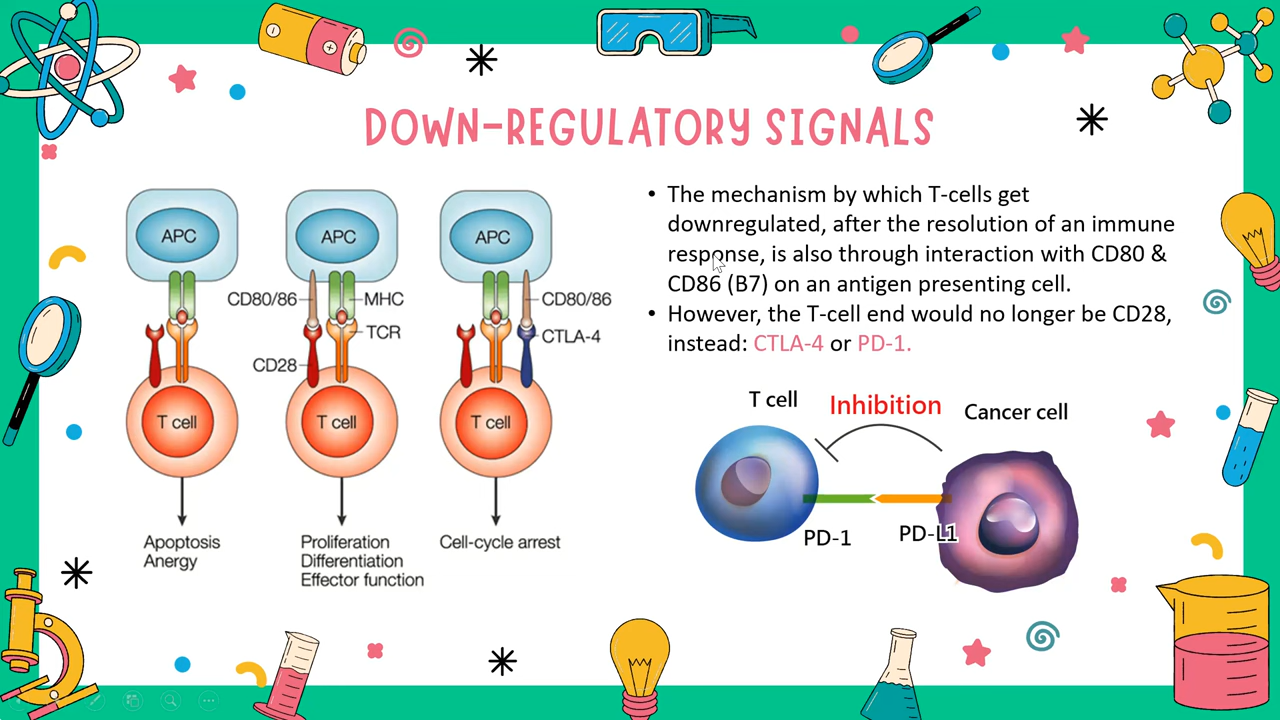 DOWN-REGULATORY SIGNALS
APC
APC
APC
CD80/86
MHC
CD80/86
TCR
CTLA-4
CD28
T cell
T cell
T cell
Apoptosis
Anergy
Proliferation
Differentiation
Effector function
Cell-cycle arrest
• The mechanism by which T-cells get
downregulated, after the resolution of an immune
response, is also through interaction with CD80 &
CD86 (B7) on an antigen presenting cell.
• However, the T-cell end would no longer be CD28,
instead: CTLA-4 or PD-1.
T cell
Inhibition
Cancer cell
PD-1
PD-L1